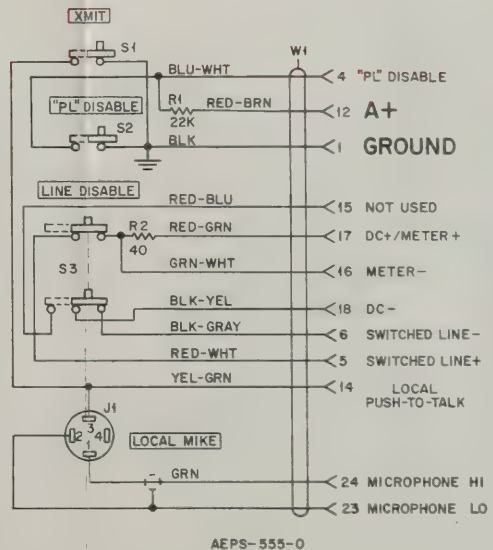 XMIT
S1
W1
BLU-WHT
4 "PL" DISABLE
"PL" DISABLE
R1
RED-BRN
22K
12 A+
S2
BLK
1 GROUND
LINE DISABLE
RED-BLU
15 NOT USED
R2
RED-GRN
40
17 DC+/METER+
GRN-WHT
16 METER-
S3
BLK-YEL
18 DC-
BLK-GRAY
6 SWITCHED LINE-
RED-WHT
5 SWITCHED LINE+
YEL-GRN
14 LOCAL
PUSH-TO-TALK
J1
3
2 4
1
LOCAL MIKE
GRN
24 MICROPHONE HI
23 MICROPHONE LO
AEPS-555-O